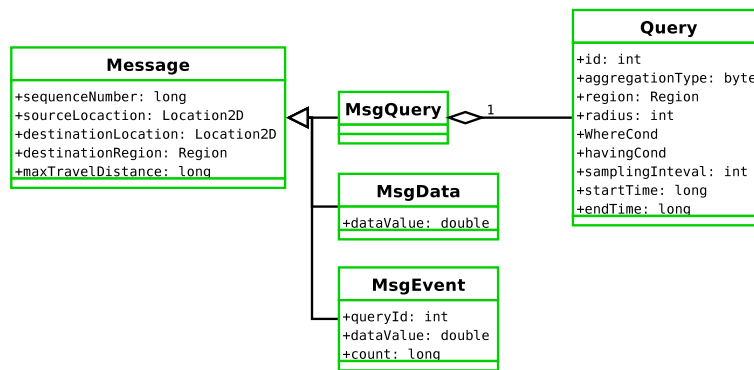 Message
+sequenceNumber: long
+sourceLocaction: Location2D
+destinationLocation: Location2D
+destinationRegion: Region
+maxTravelDistance: long
MsgQuery
1
MsgData
+dataValue: double
MsgEvent
+queryId: int
+dataValue: double
+count: long
Query
+id: int
+aggregationType: byte
+region: Region
+radius: int
+WhereCond
+havingCond
+samplingInteval: int
+startTime: long
+endTime: long